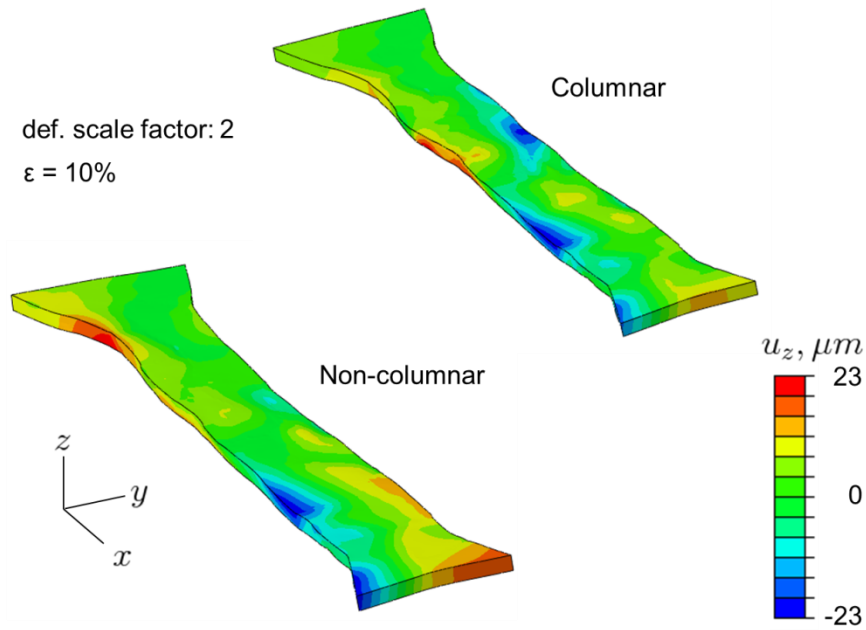 Columnar
def. scale factor: 2
ε = 10%
Non-columnar
u_z, μm
23
0
-23
z
y
x